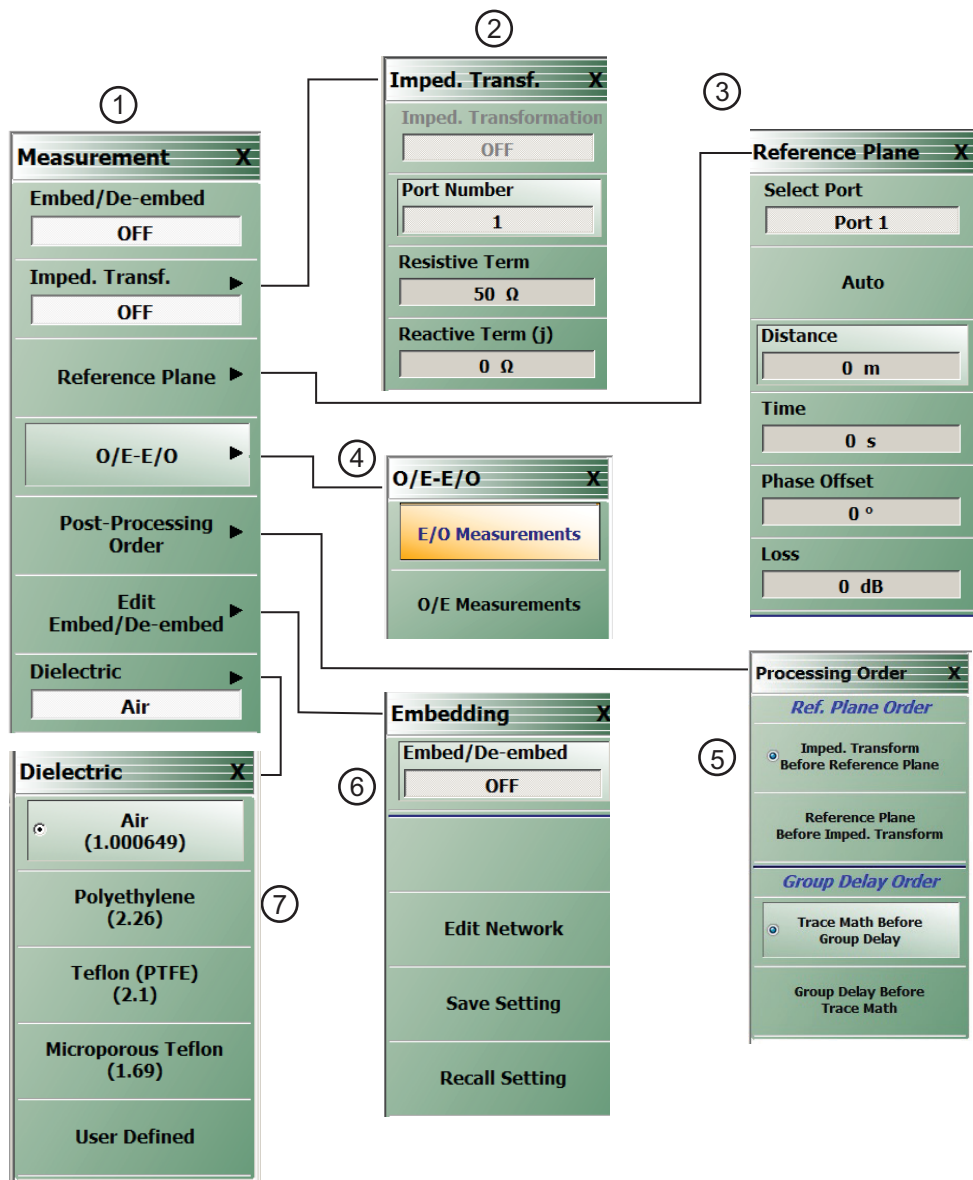 1
Measurement X
Embed/De-embed
OFF
Imped. Transf.
OFF
Reference Plane
O/E-E/O
Post-Processing
Order
Edit
Embed/De-embed
Dielectric
Air
2
Imped. Transf. X
Imped. Transformation
OFF
Port Number
1
Resistive Term
50 Ω
Reactive Term (j)
0 Ω
3
Reference Plane X
Select Port
Port 1
Auto
Distance
0 m
Time
0 s
Phase Offset
0 °
Loss
0 dB
4
O/E-E/O X
E/O Measurements
O/E Measurements
5
Processing Order X
Ref. Plane Order
Imped. Transform
Before Reference Plane
Reference Plane
Before Imped. Transform
Group Delay Order
Trace Math Before
Group Delay
Group Delay Before
Trace Math
6
Embedding X
Embed/De-embed
OFF
Edit Network
Save Setting
Recall Setting
7
Dielectric X
Air
(1.000649)
Polyethylene
(2.26)
Teflon (PTFE)
(2.1)
Microporous Teflon
(1.69)
User Defined